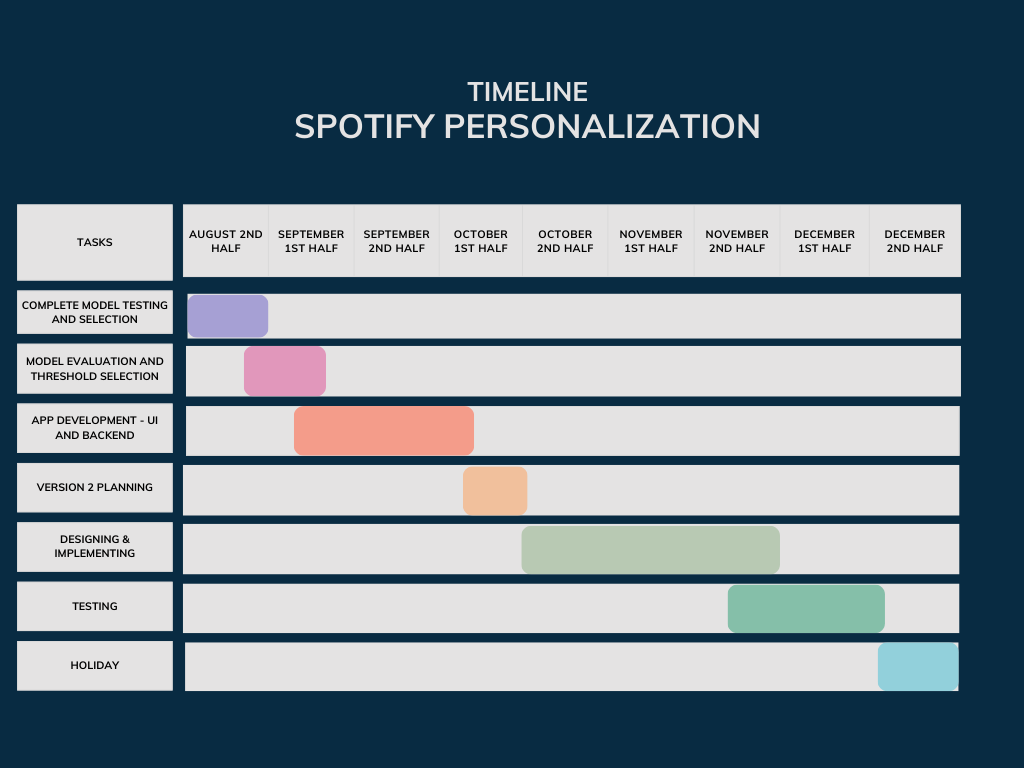 TIMELINE
SPOTIFY PERSONALIZATION
TASKS
AUGUST 2ND
HALF
SEPTEMBER
1ST HALF
SEPTEMBER
2ND HALF
OCTOBER
1ST HALF
OCTOBER
2ND HALF
NOVEMBER
1ST HALF
NOVEMBER
2ND HALF
DECEMBER
1ST HALF
DECEMBER
2ND HALF
COMPLETE MODEL TESTING
AND SELECTION
MODEL EVALUATION AND
THRESHOLD SELECTION
APP DEVELOPMENT - UI
AND BACKEND
VERSION 2 PLANNING
DESIGNING &
IMPLEMENTING
TESTING
HOLIDAY